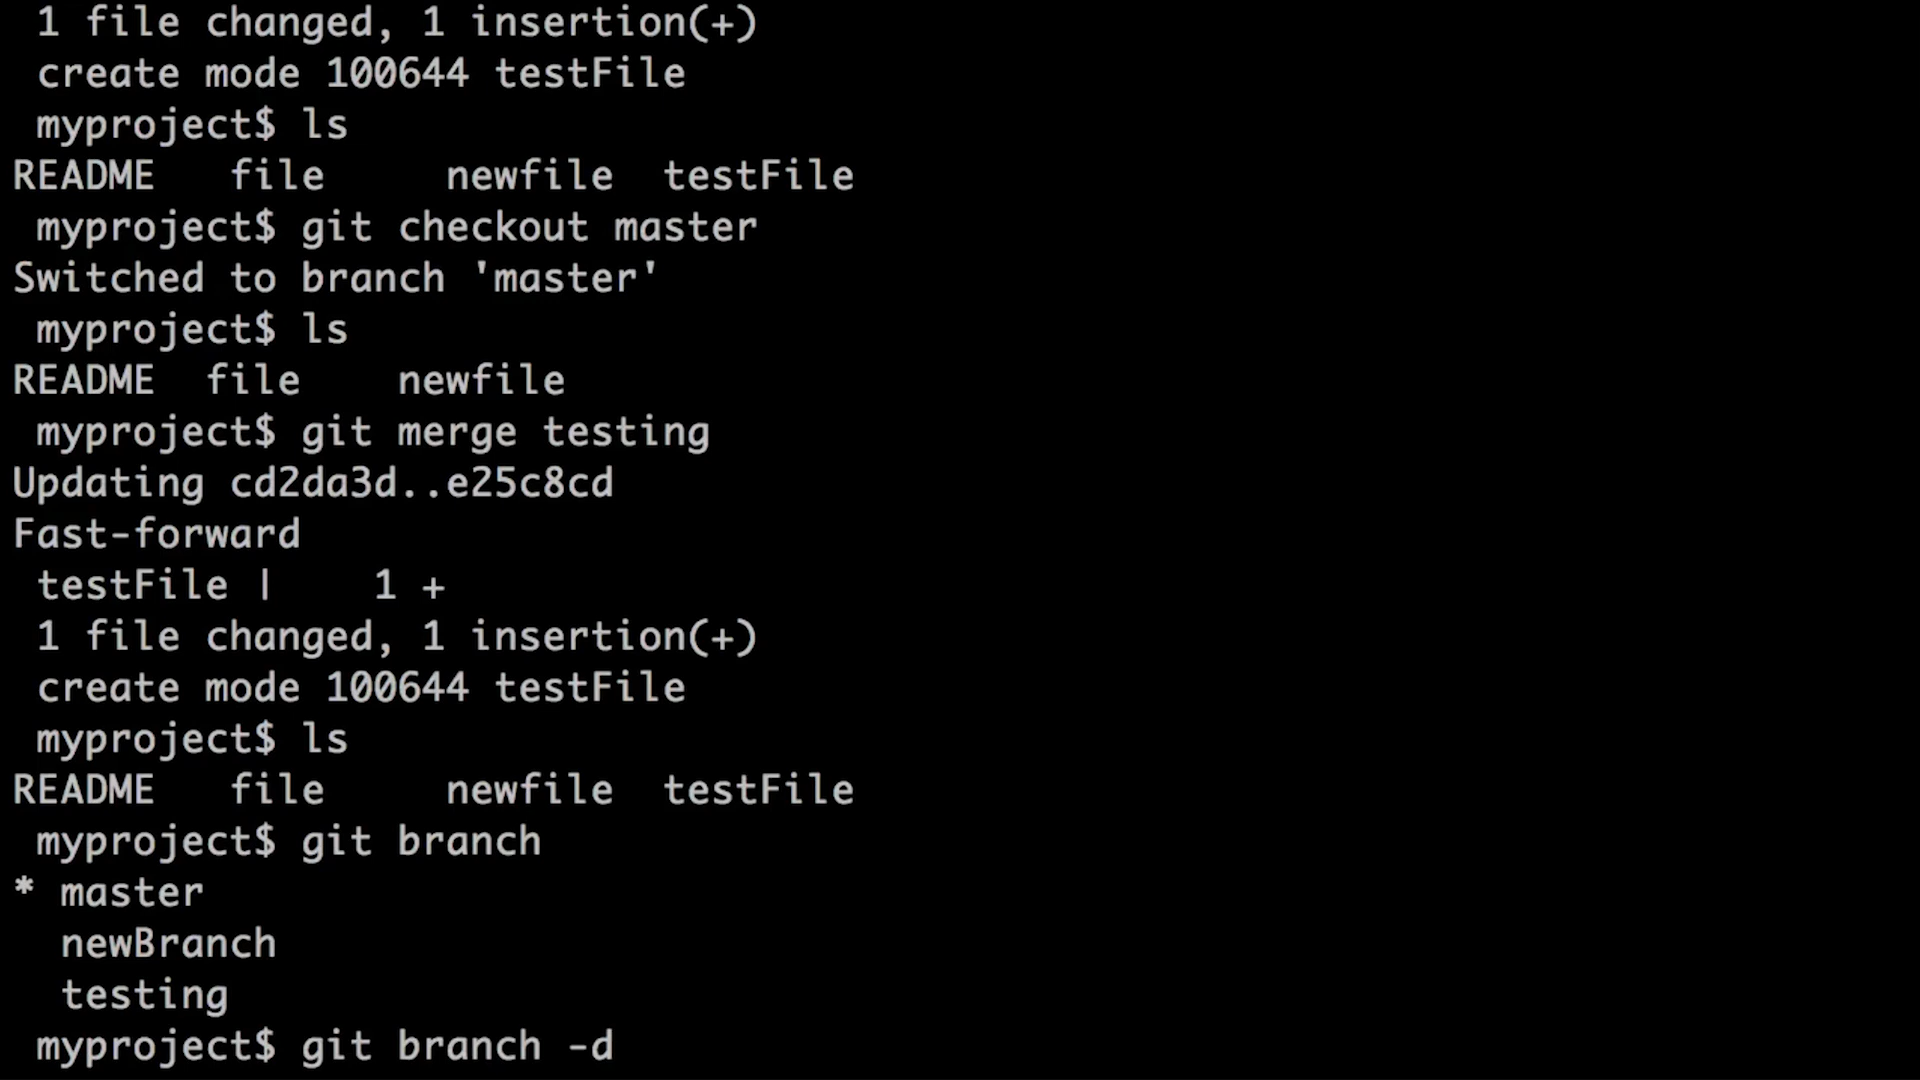 1 file changed, 1 insertion(+)
create mode 100644 testFile
myproject$ ls
README   file     newfile  testFile
myproject$ git checkout master
Switched to branch 'master'
myproject$ ls
README  file    newfile
myproject$ git merge testing
Updating cd2da3d..e25c8cd
Fast-forward
testFile |    1 +
1 file changed, 1 insertion(+)
create mode 100644 testFile
myproject$ ls
README   file     newfile  testFile
myproject$ git branch
* master
newBranch
testing
myproject$ git branch -d